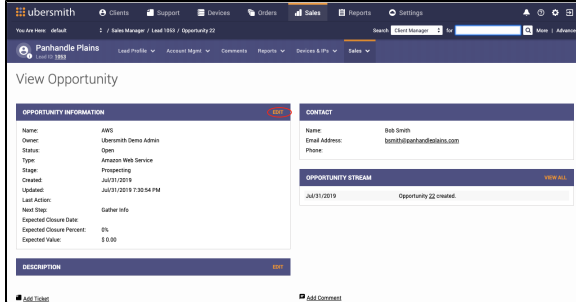 ubersmith Clients Support Devices Orders Sales Reports Settings
You Are Here: default / Sales Manager / Lead 1053 / Opportunity 22 Search Client Manager for More | Advance
Panhandle Plains Lead Profile Account Mgmt Comments Reports Devices & IPs Sales
Lead ID: 1053
View Opportunity
OPPORTUNITY INFORMATION EDIT
Name: AWS
Owner: Ubersmith Demo Admin
Status: Open
Type: Amazon Web Service
Stage: Prospecting
Created: Jul/31/2019
Updated: Jul/31/2019 7:30:54 PM
Last Action:
Next Step: Gather Info
Expected Closure Date:
Expected Closure Percent: 0%
Expected Value: $ 0.00
DESCRIPTION EDIT
Add Ticket
CONTACT
Name: Bob Smith
Email Address: bsmith@panhandleplains.com
Phone:
OPPORTUNITY STREAM VIEW ALL
Jul/31/2019 Opportunity 22 created.
Add Comment